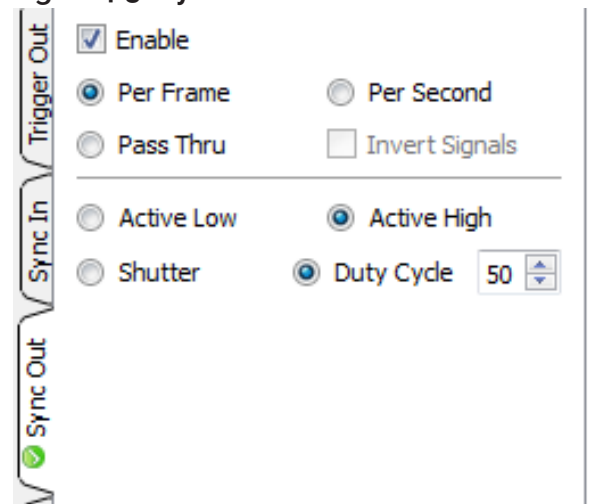 Trigger Out
Enable
Per Frame
Per Second
Pass Thru
Invert Signals
Sync In
Active Low
Active High
Shutter
Duty Cycle
50
Sync Out